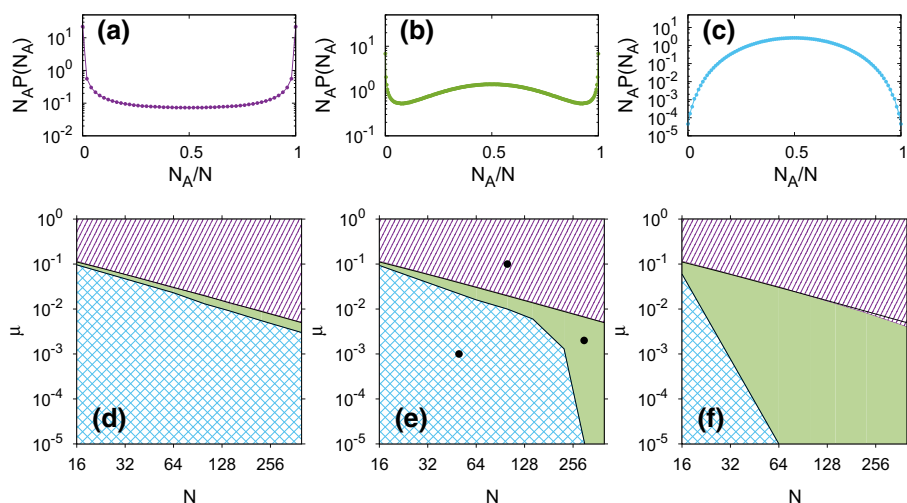 (a) (b) (c)
N_A P(N_A) N_A P(N_A) N_A P(N_A)
10^1 10^1 10^1
10^0 10^0 10^0
10^-1 10^-1 10^-1
10^-2 10^-2
10^-3
10^-4
10^-5
0 0.5 1 0 0.5 1 0 0.5 1
N_A/N N_A/N N_A/N
10^0 10^0 10^0
10^-1 10^-1 10^-1
10^-2 10^-2 10^-2
μ μ μ
10^-3 10^-3 10^-3
10^-4 10^-4 10^-4
(d) (e) (f)
10^-5 10^-5 10^-5
16 32 64 128 256 16 32 64 128 256 16 32 64 128 256
N N N